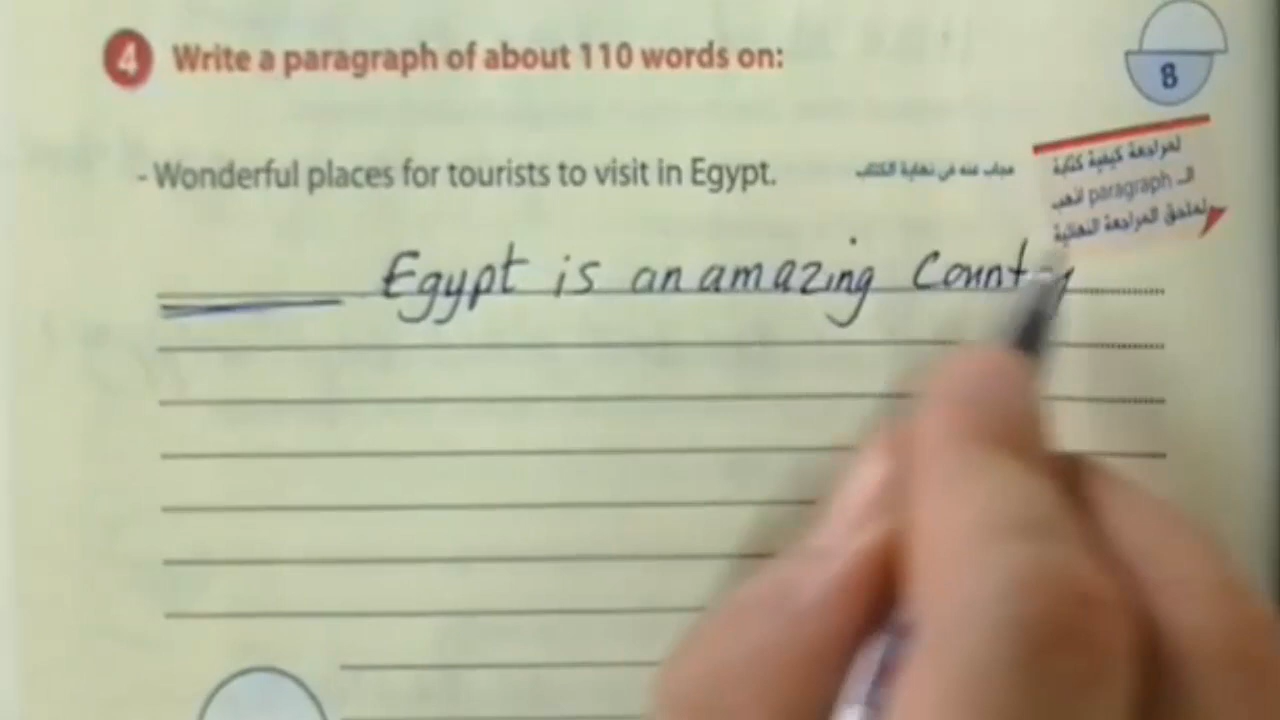 4 Write a paragraph of about 110 words on:
8
- Wonderful places for tourists to visit in Egypt.
مجاب عنه في نهاية الكتاب
لمراجعة كيفية كتابة
الـ paragraph اذهب
لملحق المراجعة النهائية
Egypt is an amazing County